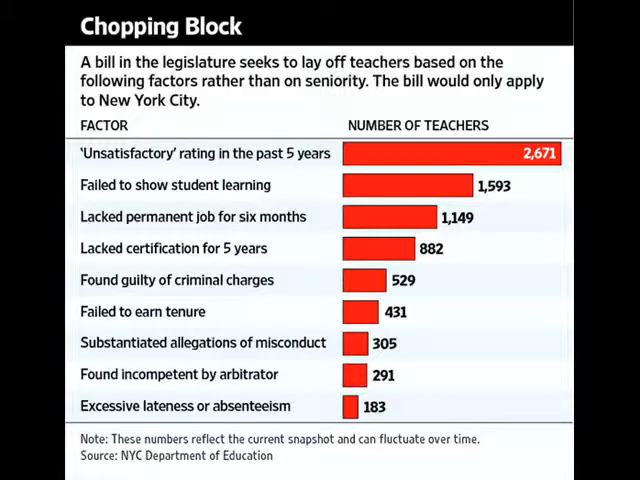 Chopping Block
A bill in the legislature seeks to lay off teachers based on the
following factors rather than on seniority. The bill would only apply
to New York City.
FACTOR NUMBER OF TEACHERS
‘Unsatisfactory’ rating in the past 5 years 2,671
Failed to show student learning 1,593
Lacked permanent job for six months 1,149
Lacked certification for 5 years 882
Found guilty of criminal charges 529
Failed to earn tenure 431
Substantiated allegations of misconduct 305
Found incompetent by arbitrator 291
Excessive lateness or absenteeism 183
Note: These numbers reflect the current snapshot and can fluctuate over time.
Source: NYC Department of Education